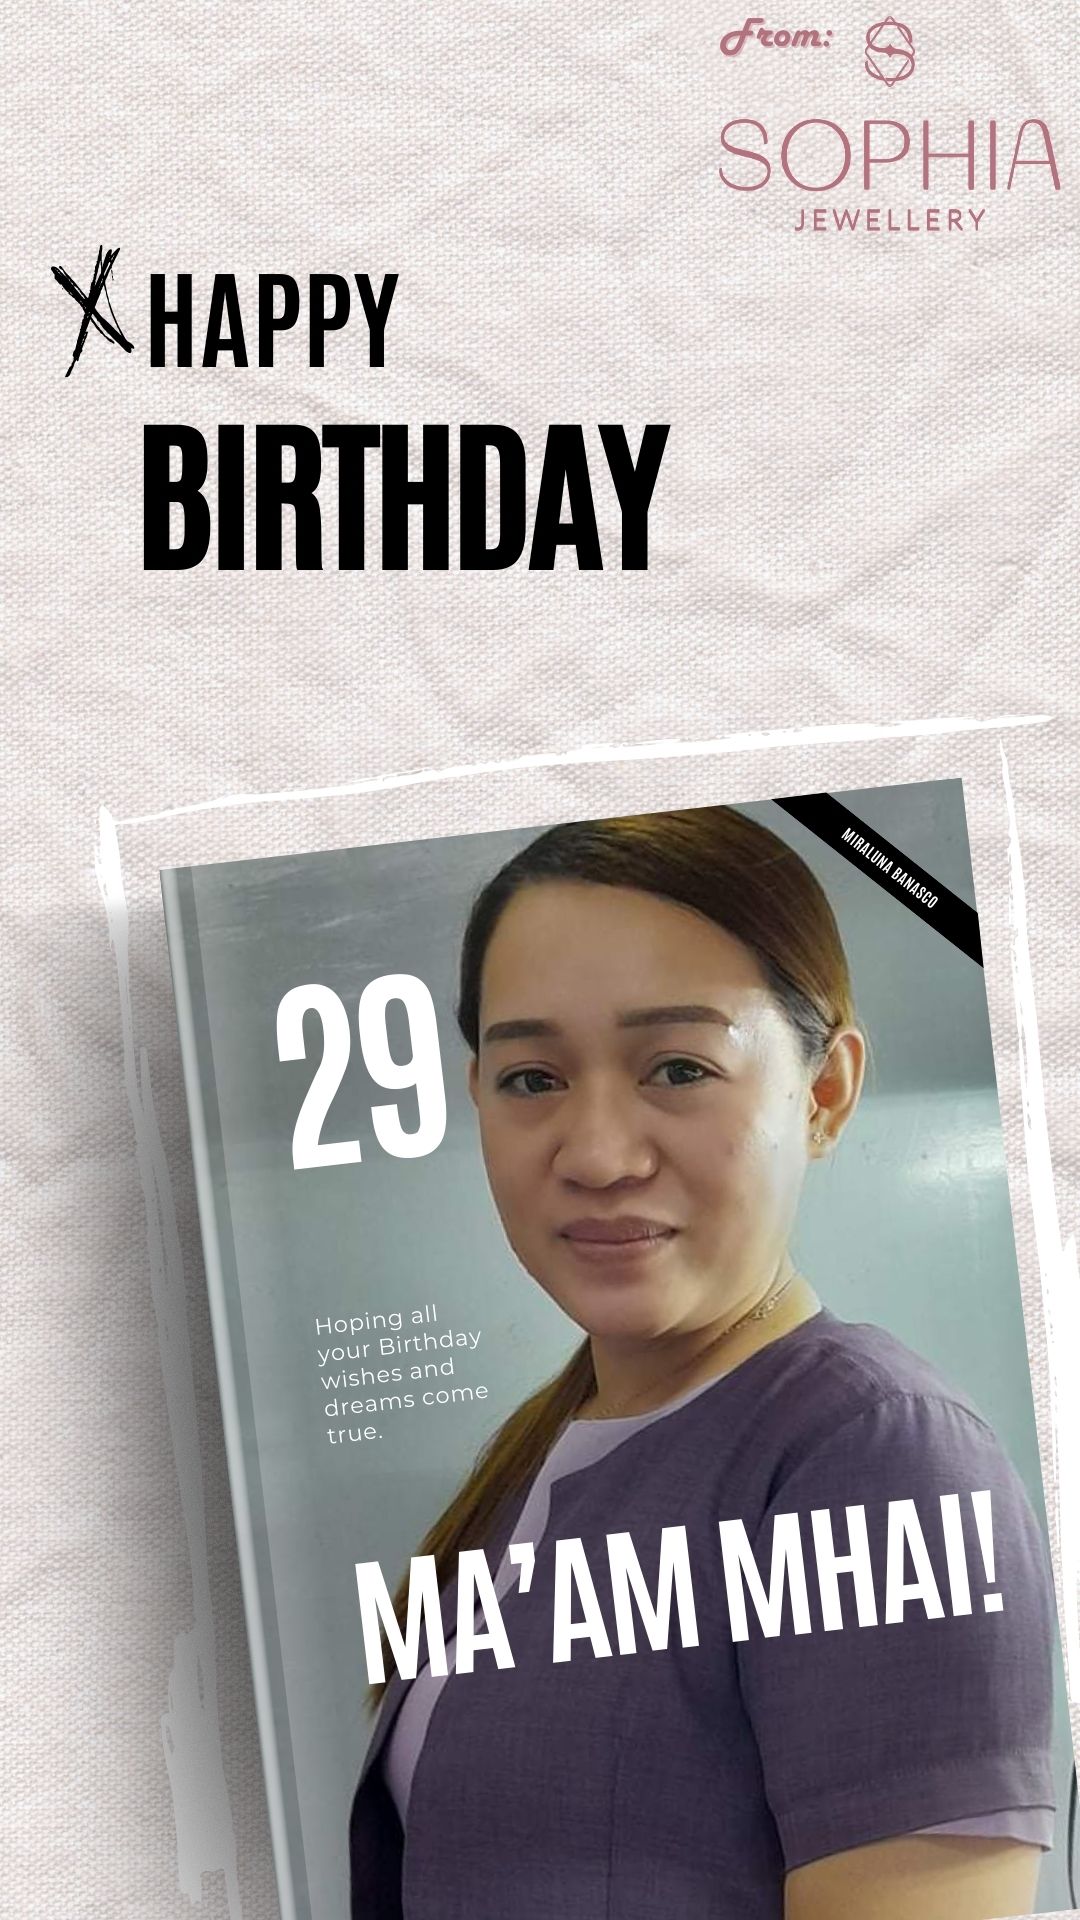 From:
SOPHIA
JEWELLERY
HAPPY
BIRTHDAY
MIRALUNA BANASCO
29
Hoping all
your Birthday
wishes and
dreams come
true.
MA’AM MHAI!